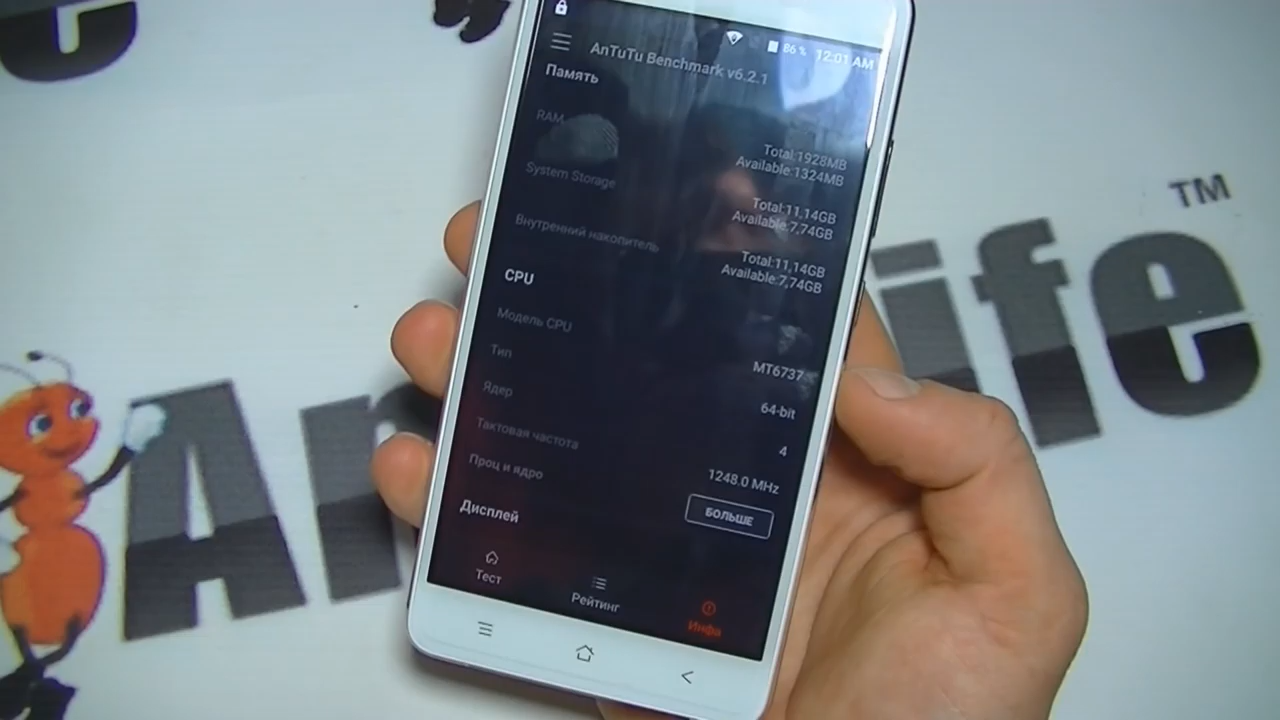 86 % 12:01 AM
AnTuTu Benchmark v6.2.1
Память
RAM
Total:1928MB
Available:1324MB
System Storage
Total:11,14GB
Available:7,74GB
Внутренний накопитель
Total:11,14GB
Available:7,74GB
CPU
Модель CPU
MT6737
Тип
64-bit
Ядер
4
Тактовая частота
1248.0 MHz
Проц и ядро
БОЛЬШЕ
Дисплей
Тест
Рейтинг
Инфа
TM
ife